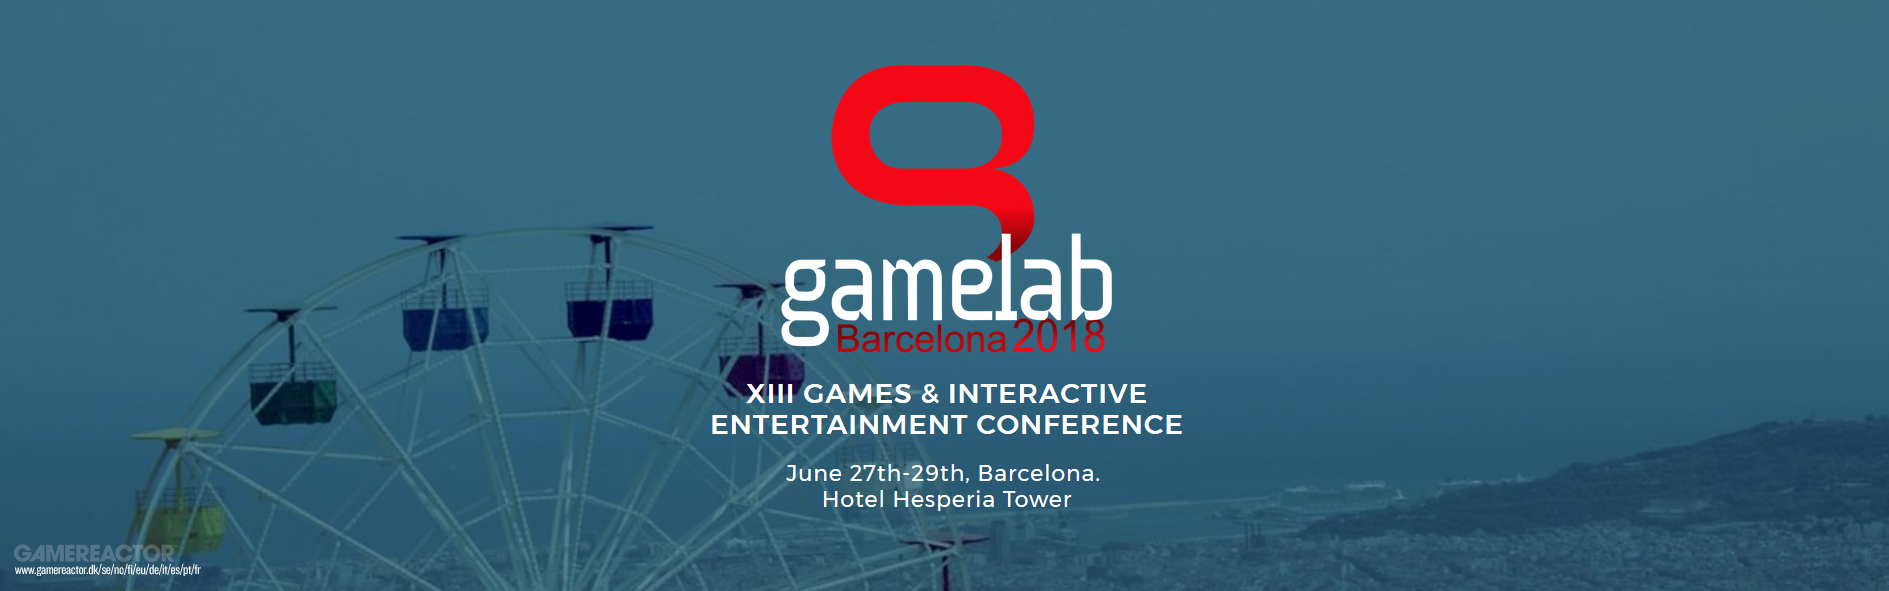 gamelab
Barcelona 2018
XIII GAMES & INTERACTIVE
ENTERTAINMENT CONFERENCE
June 27th-29th, Barcelona.
Hotel Hesperia Tower
GAMEREACTOR
www.gamereactor.dk/se/no/fi/eu/de/it/es/pt/fr